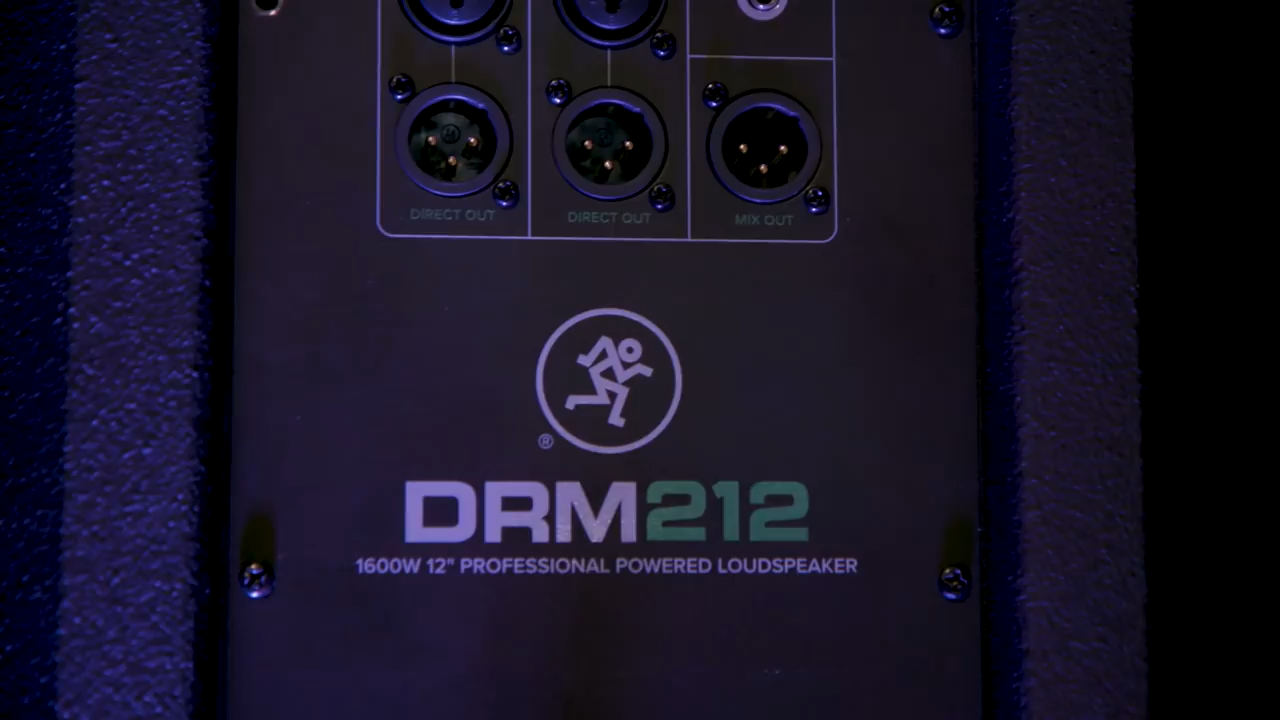 DIRECT OUT
DIRECT OUT
MIX OUT
®
DRM212
1600W 12" PROFESSIONAL POWERED LOUDSPEAKER